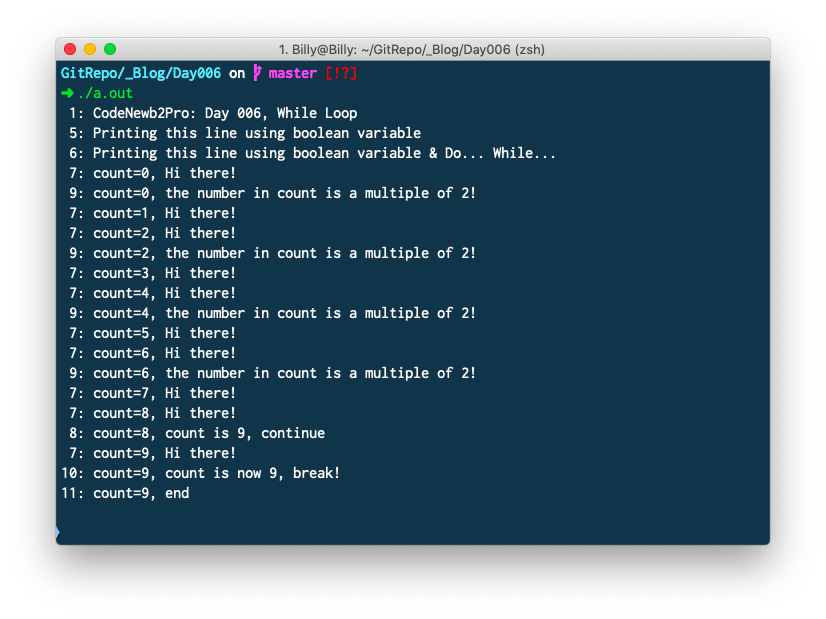 1. Billy@Billy: ~/GitRepo/_Blog/Day006 (zsh)
GitRepo/_Blog/Day006 on master [!?]
➜ ./a.out
1: CodeNewb2Pro: Day 006, While Loop
5: Printing this line using boolean variable
6: Printing this line using boolean variable & Do... While...
7: count=0, Hi there!
9: count=0, the number in count is a multiple of 2!
7: count=1, Hi there!
7: count=2, Hi there!
9: count=2, the number in count is a multiple of 2!
7: count=3, Hi there!
7: count=4, Hi there!
9: count=4, the number in count is a multiple of 2!
7: count=5, Hi there!
7: count=6, Hi there!
9: count=6, the number in count is a multiple of 2!
7: count=7, Hi there!
7: count=8, Hi there!
8: count=8, count is 9, continue
7: count=9, Hi there!
10: count=9, count is now 9, break!
11: count=9, end